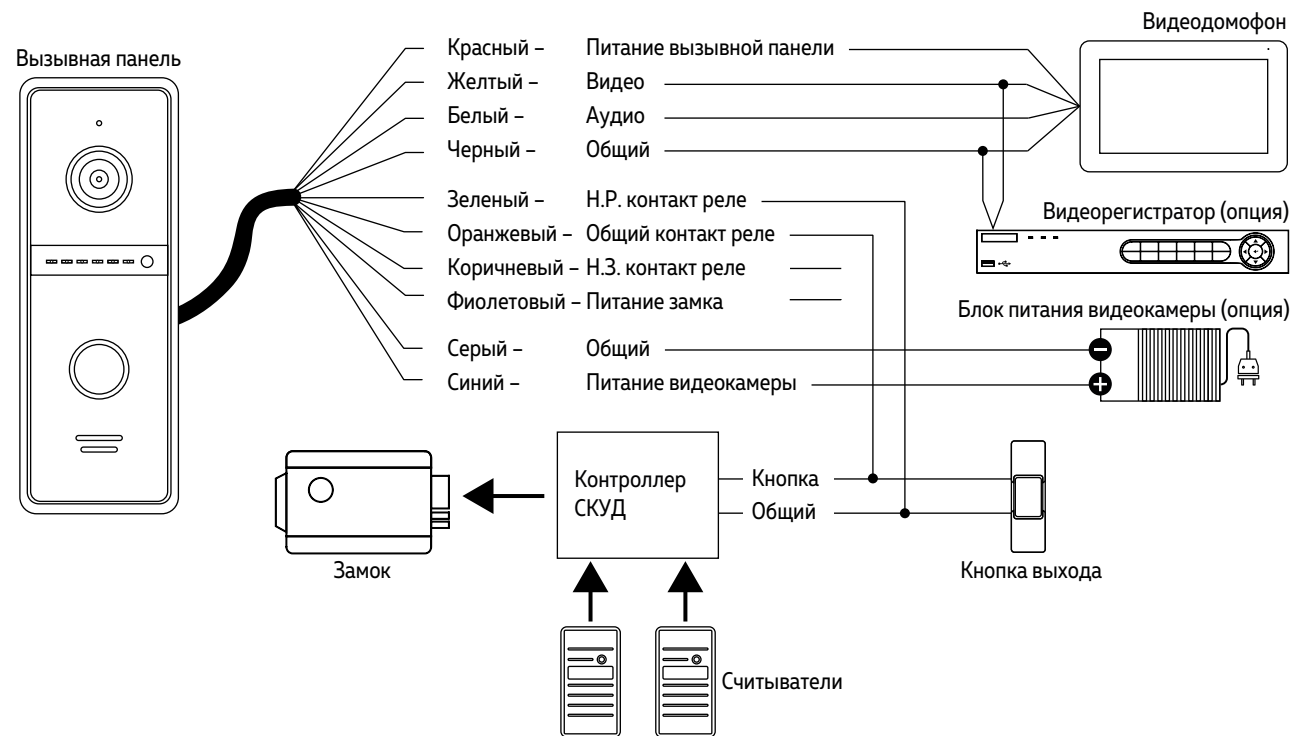 Видеодомофон
Вызывная панель
Красный – Питание вызывной панели
Желтый – Видео
Белый – Аудио
Черный – Общий
Зеленый – Н.Р. контакт реле
Оранжевый – Общий контакт реле
Коричневый – Н.З. контакт реле
Фиолетовый – Питание замка
Серый – Общий
Синий – Питание видеокамеры
Видеорегистратор (опция)
Блок питания видеокамеры (опция)
Контроллер
СКУД
Кнопка
Общий
Замок
Кнопка выхода
Считыватели